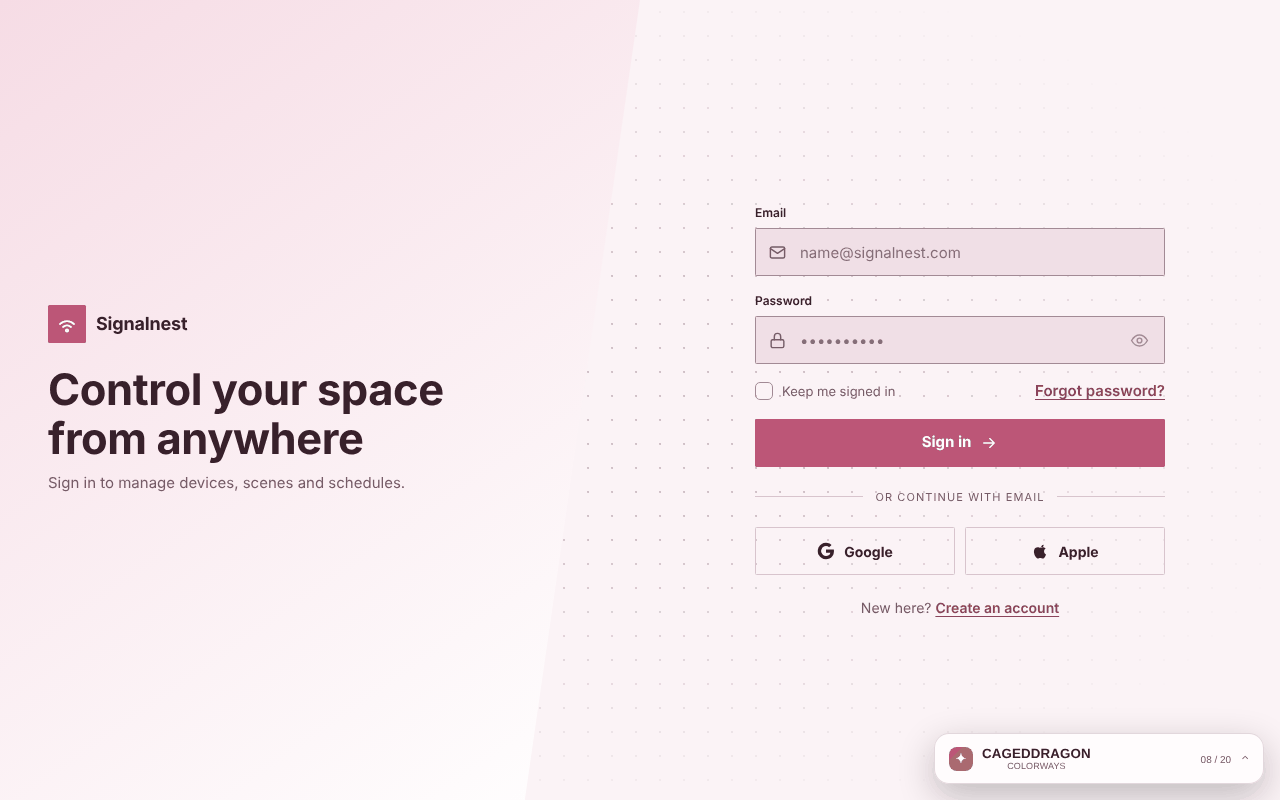 Signalnest
Control your space
from anywhere
Sign in to manage devices, scenes and schedules.
Email
name@signalnest.com
Password
••••••••••
Keep me signed in
Forgot password?
Sign in →
OR CONTINUE WITH EMAIL
Google
Apple
New here? Create an account
CAGEDDRAGON
COLORWAYS
08 / 20